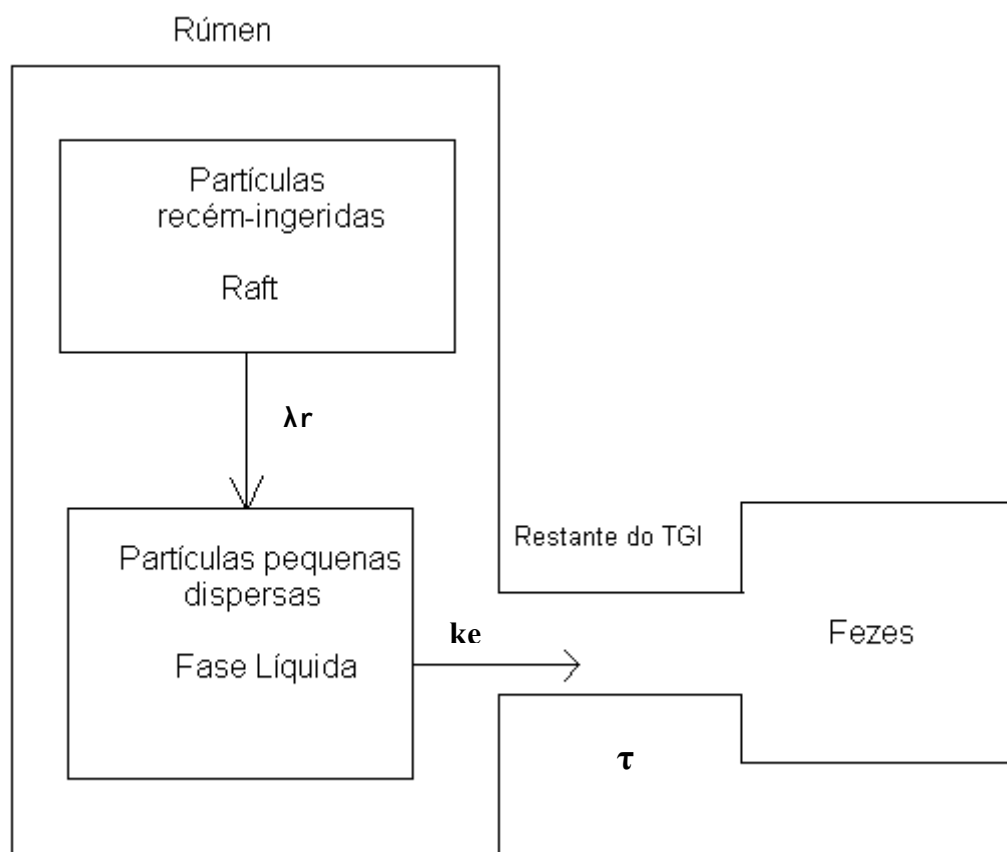 Rúmen
Partículas
recém-ingeridas
Raft
λr
Partículas pequenas
dispersas
Fase Líquida
ke
Restante do TGI
τ
Fezes